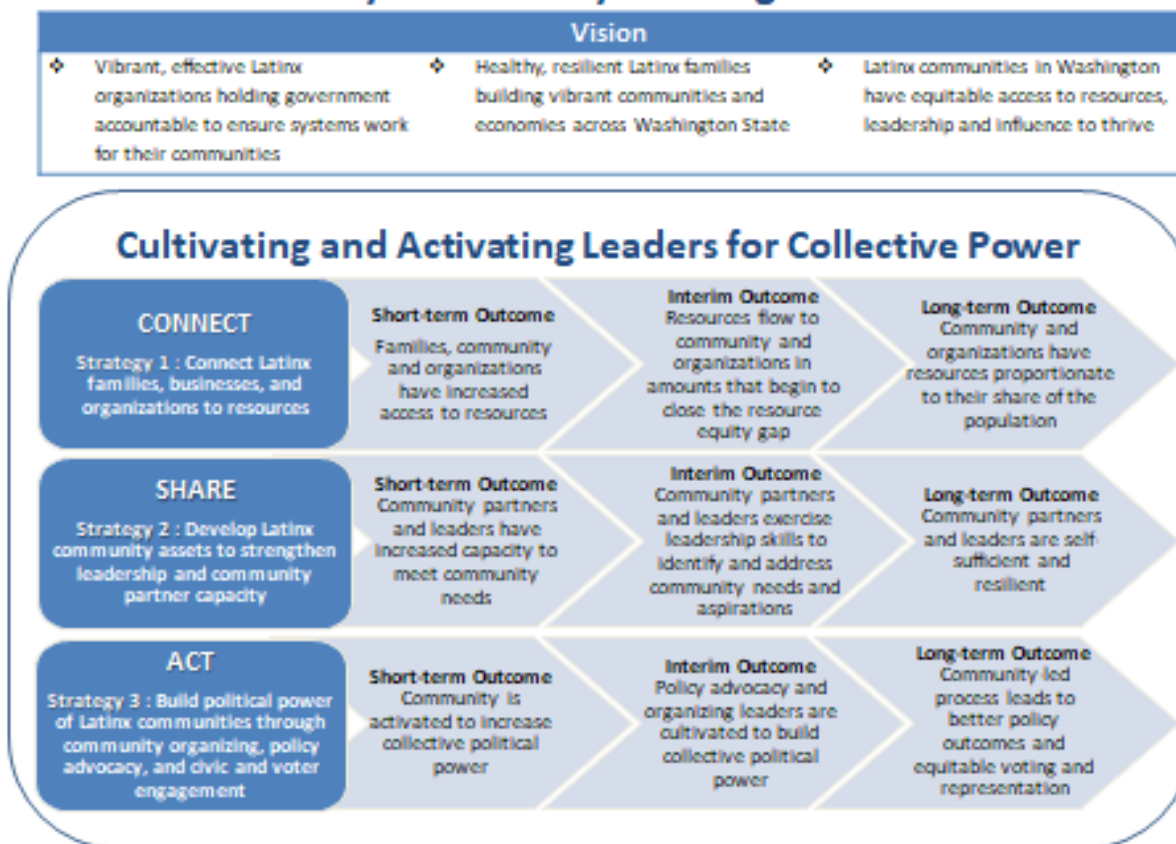 Vision
❖ Vibrant, effective Latinx
organizations holding government
accountable to ensure systems work
for their communities
❖ Healthy, resilient Latinx families
building vibrant communities and
economies across Washington State
❖ Latinx communities in Washington
have equitable access to resources,
leadership and influence to thrive
Cultivating and Activating Leaders for Collective Power
CONNECT
Strategy 1 : Connect Latinx
families, businesses, and
organizations to resources
Short-term Outcome
Families, community
and organizations
have increased
access to resources
Interim Outcome
Resources flow to
community and
organizations in
amounts that begin to
close the resource
equity gap
Long-term Outcome
Community and
organizations have
resources proportionate
to their share of the
population
SHARE
Strategy 2 : Develop Latinx
community assets to strengthen
leadership and community
partner capacity
Short-term Outcome
Community partners
and leaders have
increased capacity to
meet community
needs
Interim Outcome
Community partners
and leaders exercise
leadership skills to
identify and address
community needs and
aspirations
Long-term Outcome
Community partners
and leaders are self-
sufficient and
resilient
ACT
Strategy 3 : Build political power
of Latinx communities through
community organizing, policy
advocacy, and civic and voter
engagement
Short-term Outcome
Community is
activated to increase
collective political
power
Interim Outcome
Policy advocacy and
organizing leaders are
cultivated to build
collective political
power
Long-term Outcome
Community-led
process leads to
better policy
outcomes and
equitable voting and
representation